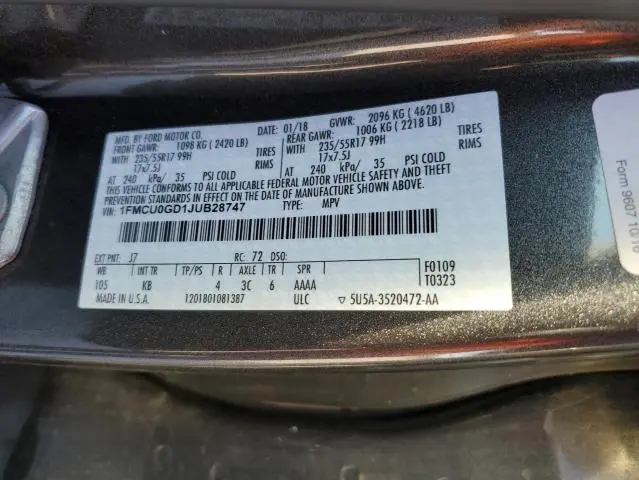 MFD. BY FORD MOTOR CO.
01/18 GVWR: 2096 KG ( 4620 LB)
FRONT GAWR: 1098 KG ( 2420 LB) REAR GAWR: 1006 KG ( 2218 LB)
WITH 235/55R17 99H TIRES WITH 235/55R17 99H TIRES
17x7.5J RIMS 17x7.5J RIMS
AT 240 kPa/ 35 PSI COLD AT 240 kPa/ 35 PSI COLD
THIS VEHICLE CONFORMS TO ALL APPLICABLE FEDERAL MOTOR VEHICLE SAFETY AND THEFT
PREVENTION STANDARDS IN EFFECT ON THE DATE OF MANUFACTURE SHOWN ABOVE.
VIN: 1FMCU0GD1JUB28747 TYPE: MPV
EXT PNT: J7 RC: 72 DSO:
WB INT TR TP/PS R AXLE TR SPR F0109
105 KB 4 3C 6 AAAA T0323
MADE IN U.S.A. 1201801081387 ULC ▽ 5U5A-3520472-AA
Form 9607 10/16